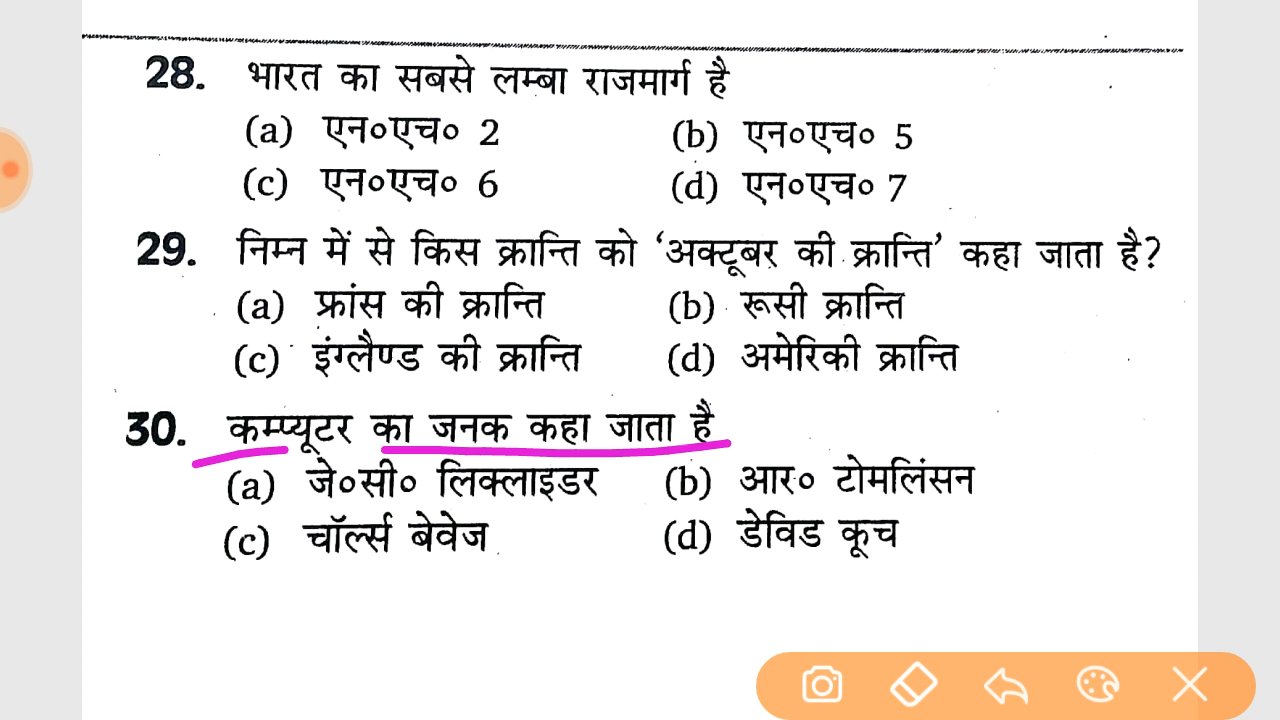 28. भारत का सबसे लम्बा राजमार्ग है
(a) एन०एच० 2 (b) एन०एच० 5
(c) एन०एच० 6 (d) एन०एच० 7
29. निम्न में से किस क्रान्ति को ‘अक्टूबर की क्रान्ति’ कहा जाता है?
(a) फ्रांस की क्रान्ति (b) रूसी क्रान्ति
(c) इंग्लैण्ड की क्रान्ति (d) अमेरिकी क्रान्ति
30. कम्प्यूटर का जनक कहा जाता है
(a) जे०सी० लिक्लाइडर (b) आर० टोमलिंसन
(c) चॉर्ल्स बेवेज (d) डेविड कूच